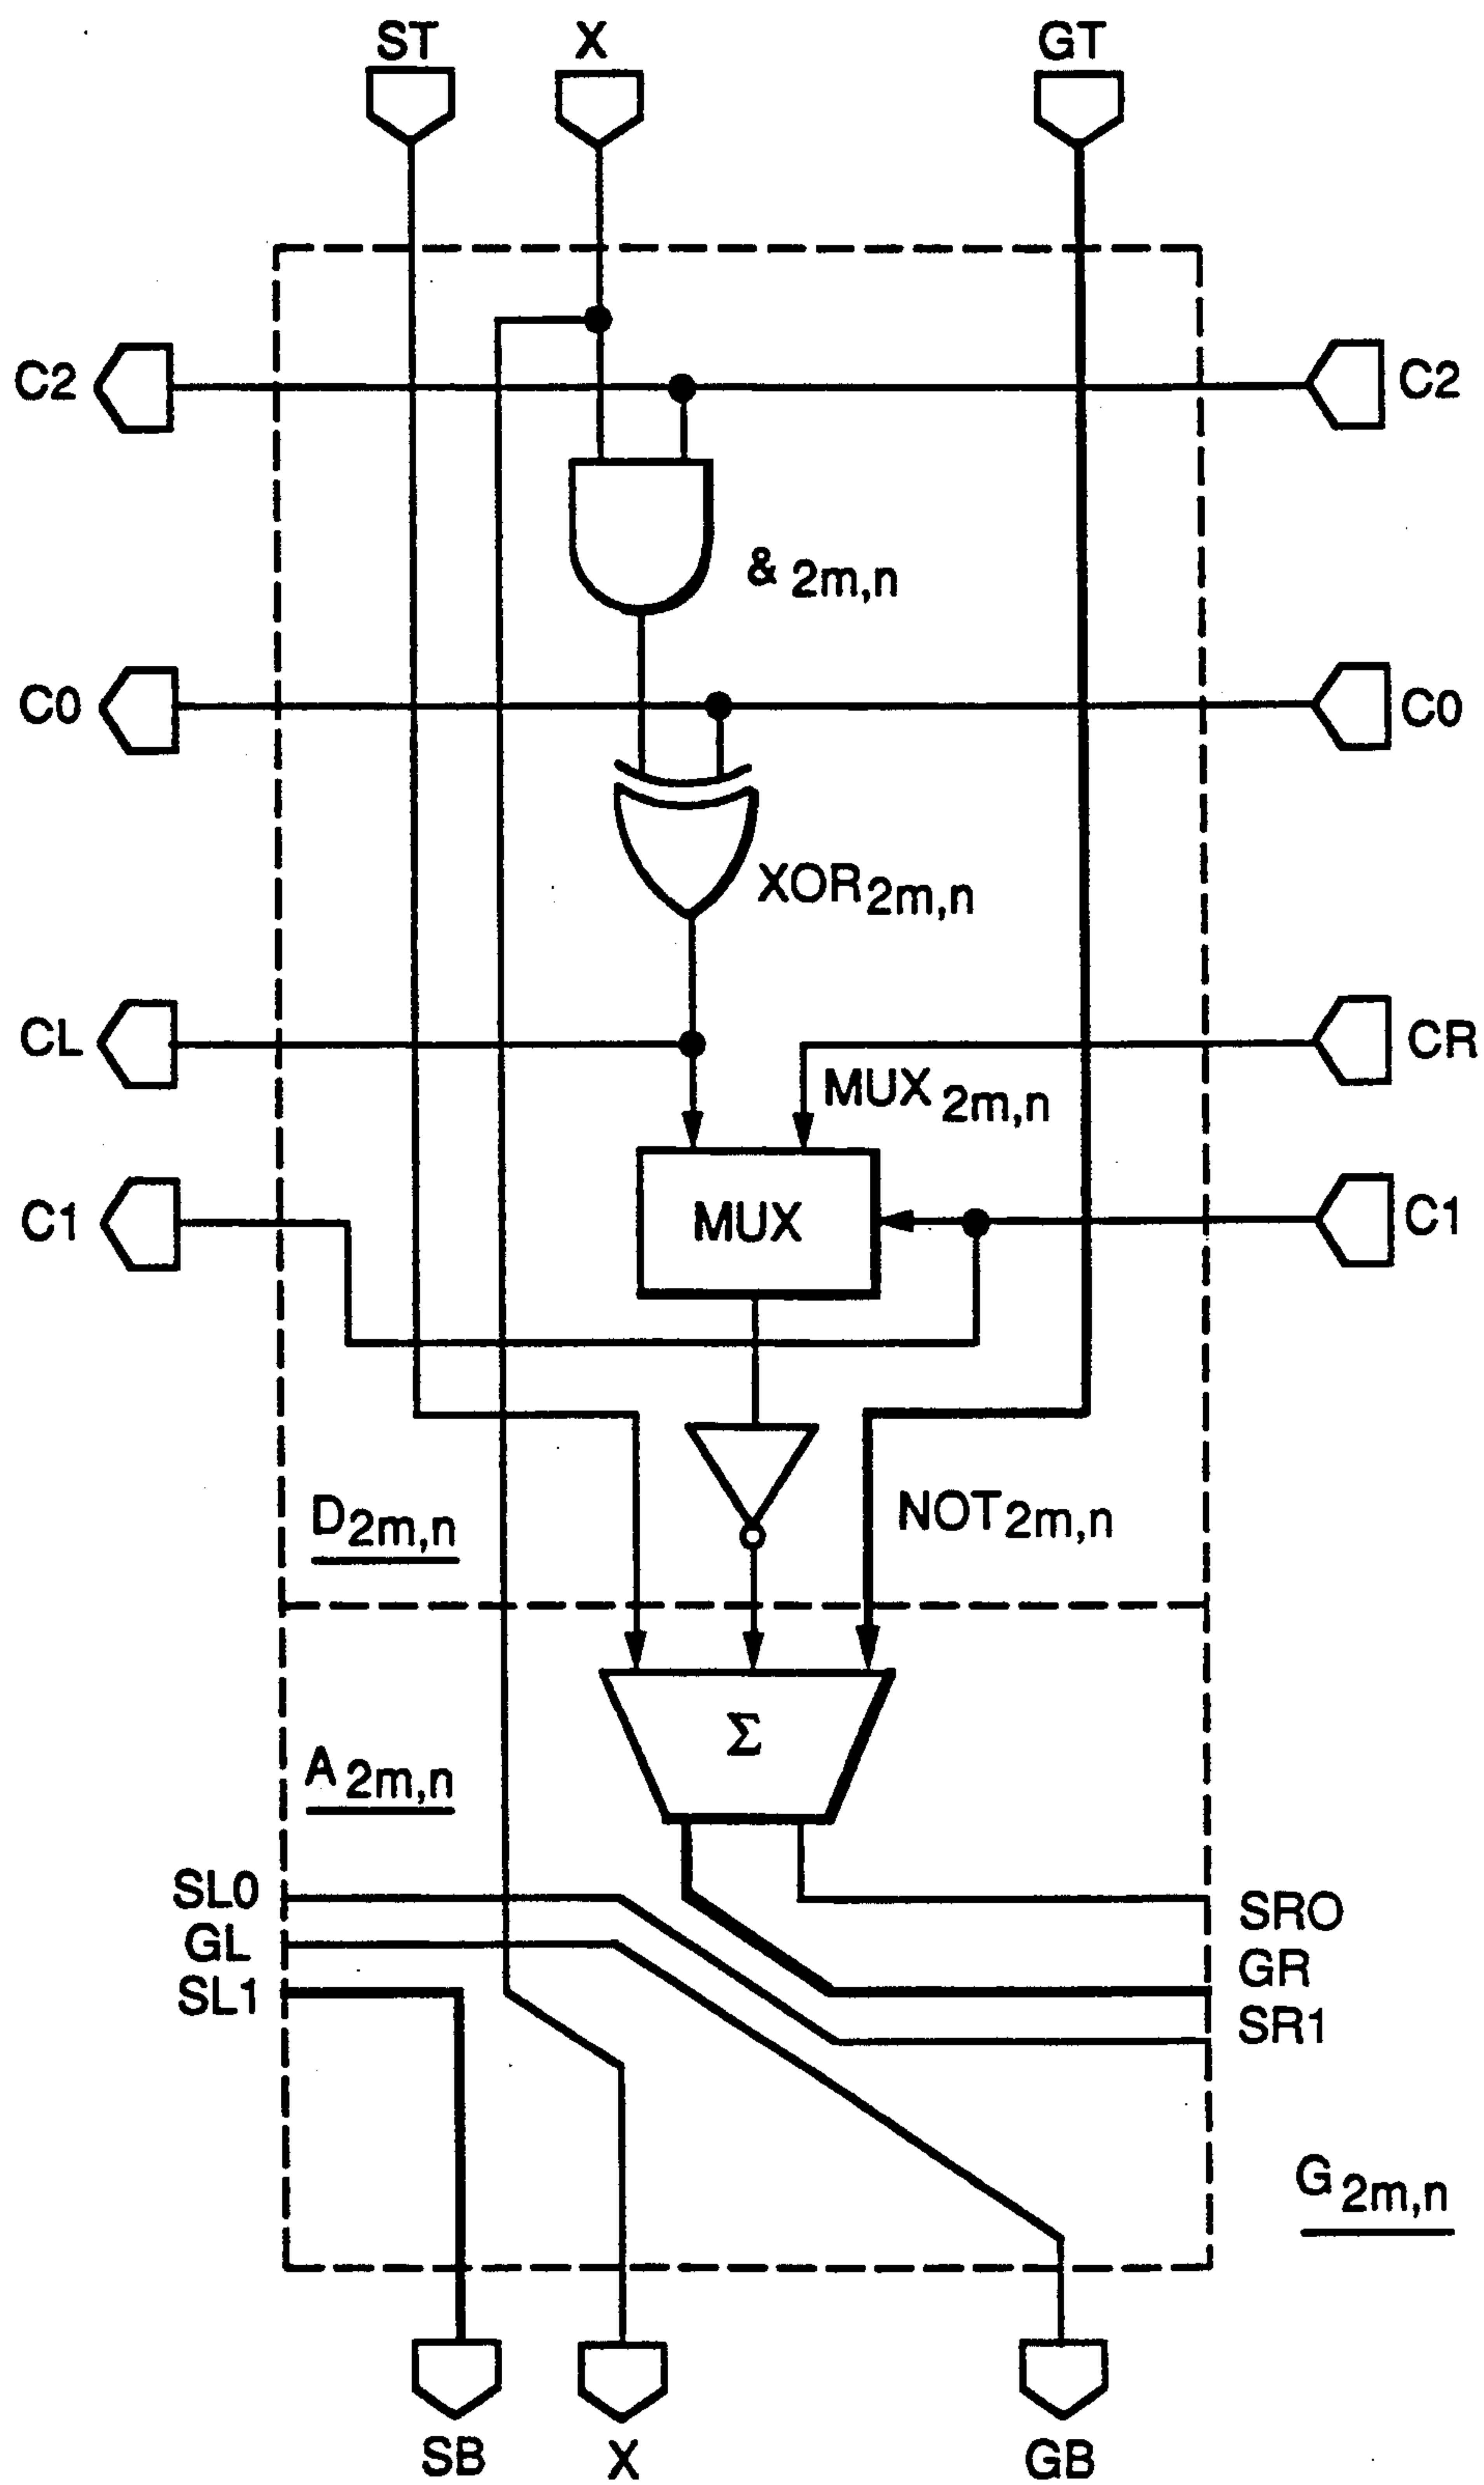 ST X GT
C2 C2
& 2m,n
C0 C0
XOR2m,n
CL CR
MUX 2m,n
MUX
C1 C1
D2m,n
NOT2m,n
Σ
A2m,n
SL0 SRO
GL GR
SL1 SR1
G2m,n
SB X GB